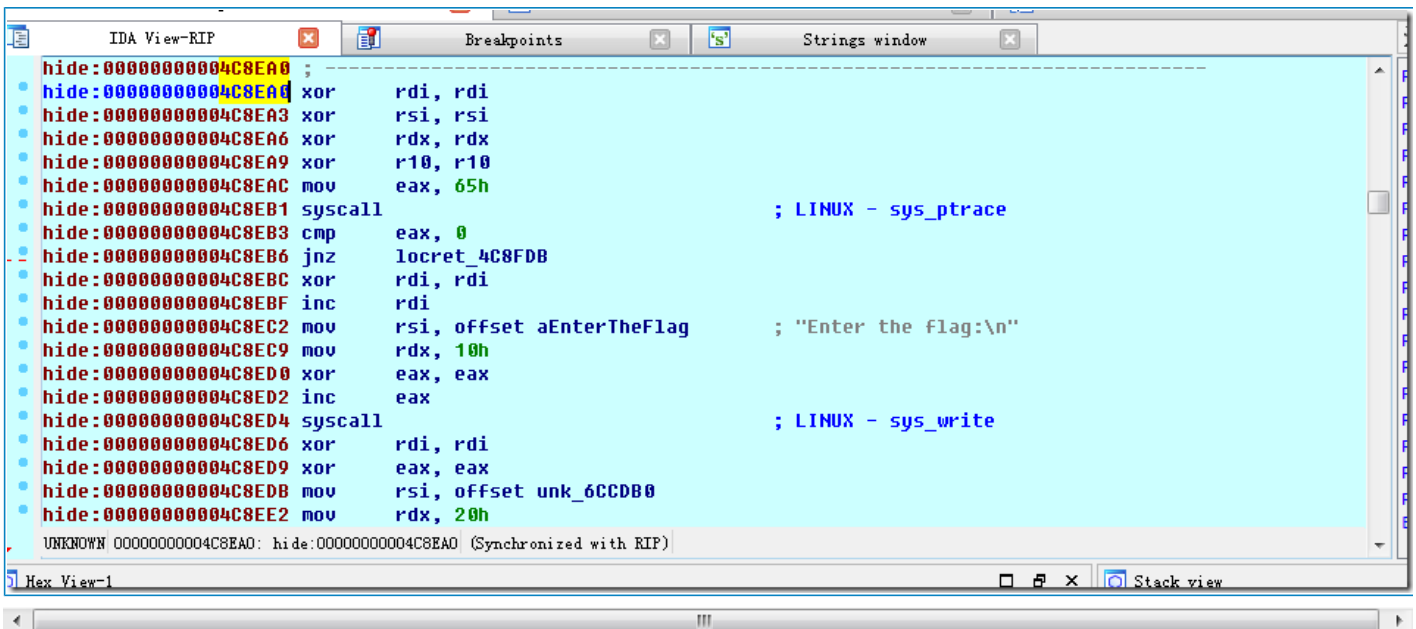 IDA View-RIP Breakpoints 's' Strings window
hide:00000000004C8EA0 ; ---------------------------------------------------------------------------
hide:00000000004C8EA0 xor rdi, rdi
hide:00000000004C8EA3 xor rsi, rsi
hide:00000000004C8EA6 xor rdx, rdx
hide:00000000004C8EA9 xor r10, r10
hide:00000000004C8EAC mov eax, 65h
hide:00000000004C8EB1 syscall ; LINUX - sys_ptrace
hide:00000000004C8EB3 cmp eax, 0
hide:00000000004C8EB6 jnz locret_4C8FDB
hide:00000000004C8EBC xor rdi, rdi
hide:00000000004C8EBF inc rdi
hide:00000000004C8EC2 mov rsi, offset aEnterTheFlag ; "Enter the flag:\n"
hide:00000000004C8EC9 mov rdx, 10h
hide:00000000004C8ED0 xor eax, eax
hide:00000000004C8ED2 inc eax
hide:00000000004C8ED4 syscall ; LINUX - sys_write
hide:00000000004C8ED6 xor rdi, rdi
hide:00000000004C8ED9 xor eax, eax
hide:00000000004C8EDB mov rsi, offset unk_6CCDB0
hide:00000000004C8EE2 mov rdx, 20h
UNKNOWN 00000000004C8EA0: hide:00000000004C8EA0 (Synchronized with RIP)
Hex View-1 Stack view